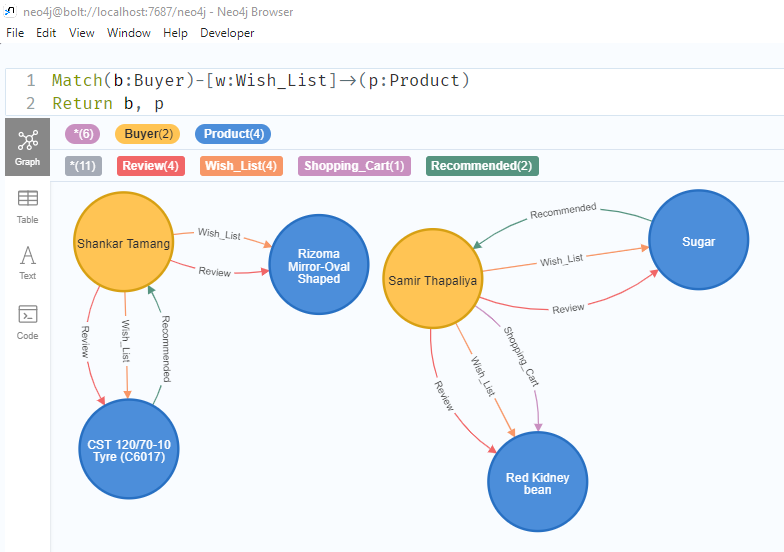 neo4j@bolt://localhost:7687/neo4j - Neo4j Browser
File Edit View Window Help Developer
1 Match(b:Buyer)-[w:Wish_List]->(p:Product)
2 Return b, p
*(6) Buyer(2) Product(4)
*(11) Review(4) Wish_List(4) Shopping_Cart(1) Recommended(2)
Graph
Table
Text
Code
Shankar Tamang
Wish_List
Review
Rizoma
Mirror-Oval
Shaped
Review
Wish_List
Recommended
CST 120/70-10
Tyre (C6017)
Samir Thapaliya
Recommended
Wish_List
Review
Sugar
Review
Wish_List
Shopping_Cart
Red Kidney
bean